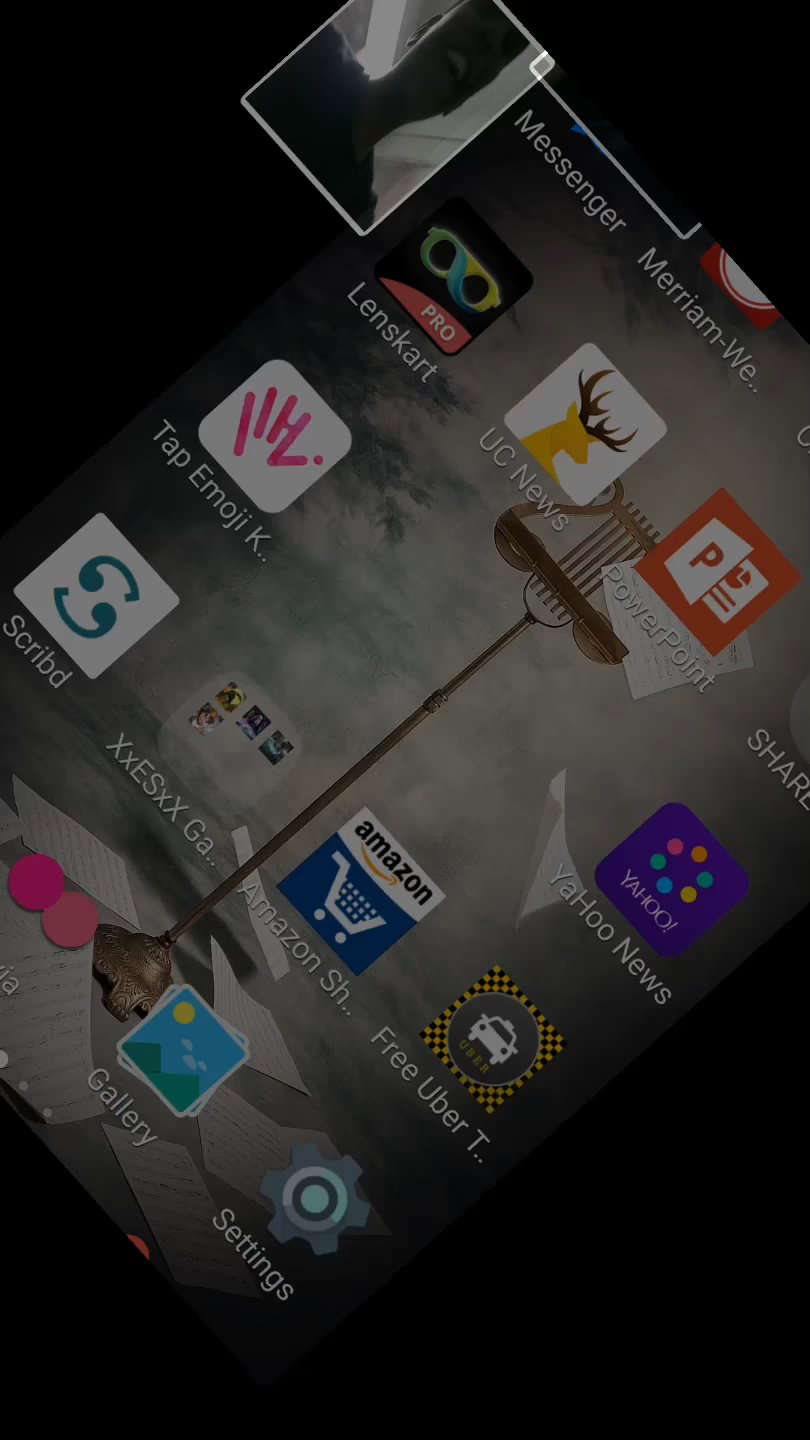 Messenger
Merriam-We..
PRO
Lenskart
UC News
PowerPoint
SHARE
Tap Emoji K..
Scribd
XxESxX Ga..
amazon
Amazon Sh..
YAHOO!
YaHoo News
UBER
Free Uber T..
Gallery
Settings